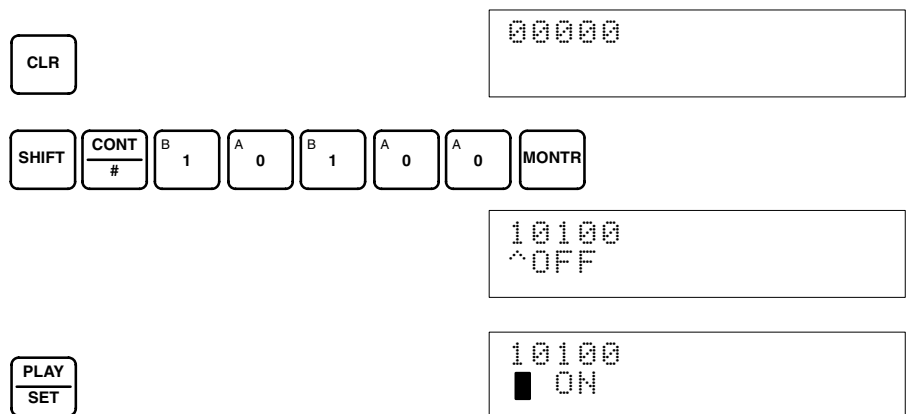 CLR
00000
SHIFT CONT # B 1 A 0 B 1 A 0 A 0 MONTR
10100
^OFF
PLAY SET
10100
ON